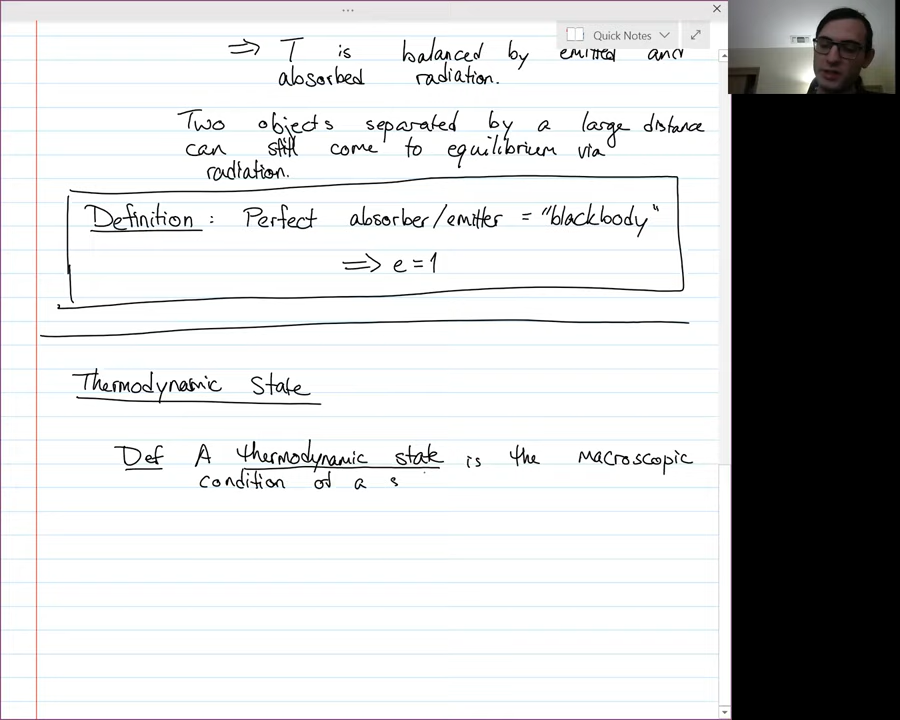 Quick Notes
⇒ T is balanced by emitted and
absorbed radiation.
Two objects separated by a large distance
can still come to equilibrium via
radiation.
Definition : Perfect absorber/emitter = "blackbody"
⇒ e = 1
Thermodynamic State
Def A thermodynamic state is the macroscopic
condition of a s